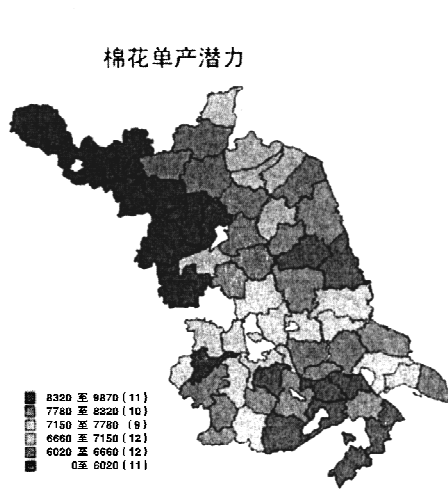 棉花单产潜力
8320 至 9870 (11)
7780 至 8320 (10)
7150 至 7780 (9)
6660 至 7150 (12)
6020 至 6660 (12)
0至 6020 (11)